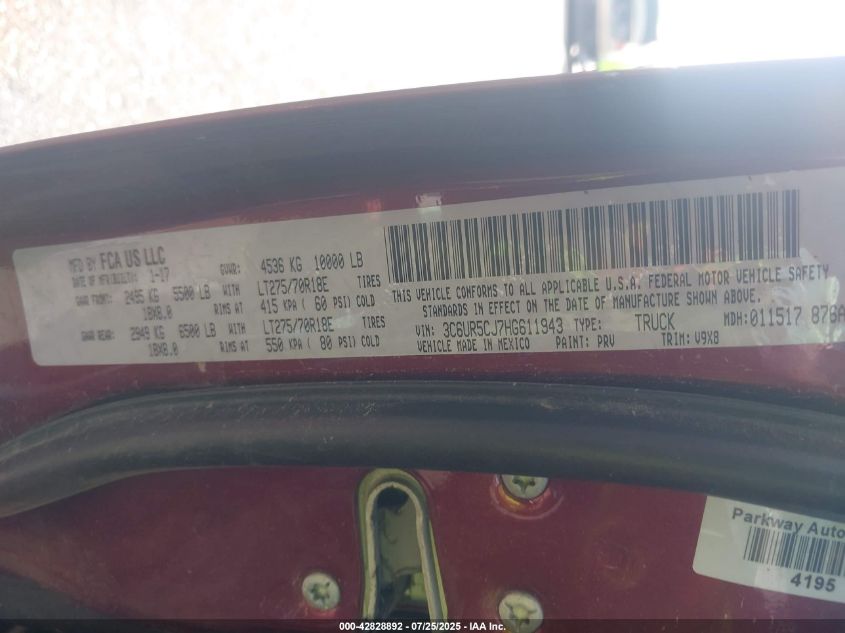 MFD BY FCA US LLC
DATE OF MFR 1-17
GVWR: 4536 KG 10000 LB
GAWR FRONT: 2495 KG 5500 LB WITH LT275/70R18E TIRES
18X8.0 RIMS AT 415 KPA ( 60 PSI) COLD
GAWR REAR: 2949 KG 6500 LB WITH LT275/70R18E TIRES
18X8.0 RIMS AT 550 KPA ( 80 PSI) COLD
THIS VEHICLE CONFORMS TO ALL APPLICABLE U.S.A. FEDERAL MOTOR VEHICLE SAFETY
STANDARDS IN EFFECT ON THE DATE OF MANUFACTURE SHOWN ABOVE.
VIN: 3C6UR5CJ7HG611943 TYPE: TRUCK MDH:011517 876A
VEHICLE MADE IN MEXICO PAINT: PRV TRIM: V9X8
Parkway Auto
4195
000-42828892 - 07/25/2025 - IAA Inc.